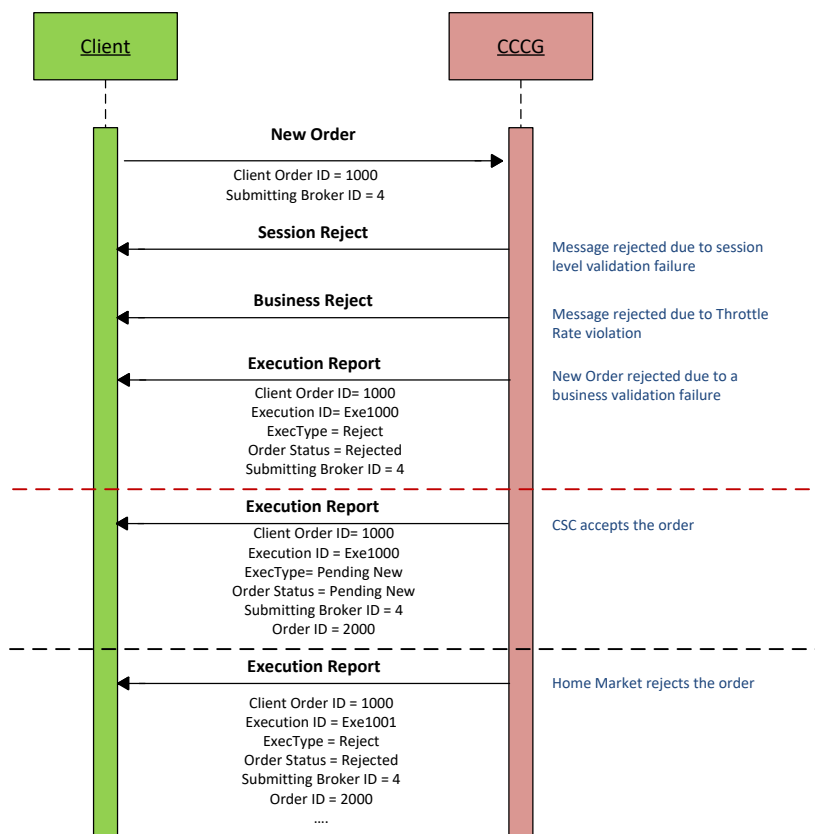 Client
CCCG
New Order
Client Order ID = 1000
Submitting Broker ID = 4
Session Reject
Message rejected due to session
level validation failure
Business Reject
Message rejected due to Throttle
Rate violation
Execution Report
New Order rejected due to a
business validation failure
Client Order ID= 1000
Execution ID= Exe1000
ExecType = Reject
Order Status = Rejected
Submitting Broker ID = 4
Execution Report
CSC accepts the order
Client Order ID= 1000
Execution ID = Exe1000
ExecType= Pending New
Order Status = Pending New
Submitting Broker ID = 4
Order ID = 2000
Execution Report
Home Market rejects the order
Client Order ID = 1000
Execution ID = Exe1001
ExecType = Reject
Order Status = Rejected
Submitting Broker ID = 4
Order ID = 2000
....